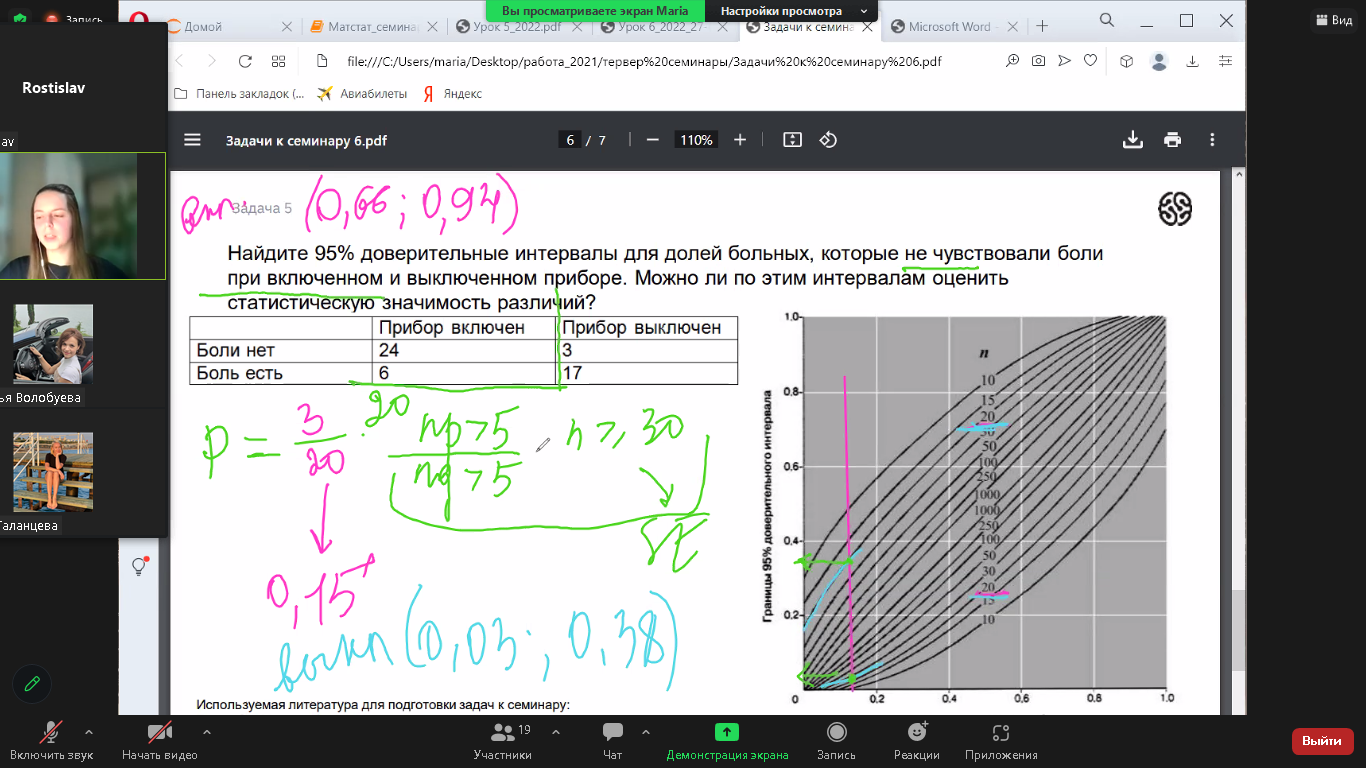 Запись
Вы просматриваете экран Maria
Настройки просмотра
Вид
Домой
Матстат_семина
Урок 5_2022.pdf
Урок 6_2022_27-
Задачи к семина
Microsoft Word –
file:///C:/Users/maria/Desktop/работа_2021/тервер%20семинары/Задачи%20к%20семинару%206.pdf
Панель закладок (...
Авиабилеты
Я
Яндекс
Rostislav
av
ья Волобуева
Таланцева
Задачи к семинару 6.pdf
6 / 7
110%
вкл. (0,66; 0,94)
Задача 5
Найдите 95% доверительные интервалы для долей больных, которые не чувствовали боли
при включенном и выключенном приборе. Можно ли по этим интервалам оценить
статистическую значимость различий?
Прибор включен Прибор выключен
Боли нет 24 3
Боль есть 6 17
P = 3/20 · 20
np>5
nq>5
n ≥ 30
0,15
выкл (0,03; 0,38)
Границы 95% доверительного интервала
1.0
0.8
0.6
0.4
0.2
0
0.2
0.4
0.6
0.8
1.0
n
10
15
20
30
50
100
250
1000
1000
250
100
50
30
20
15
10
Используемая литература для подготовки задач к семинару:
Включить звук
Начать видео
Участники
19
Чат
Демонстрация экрана
Запись
Реакции
Приложения
Выйти